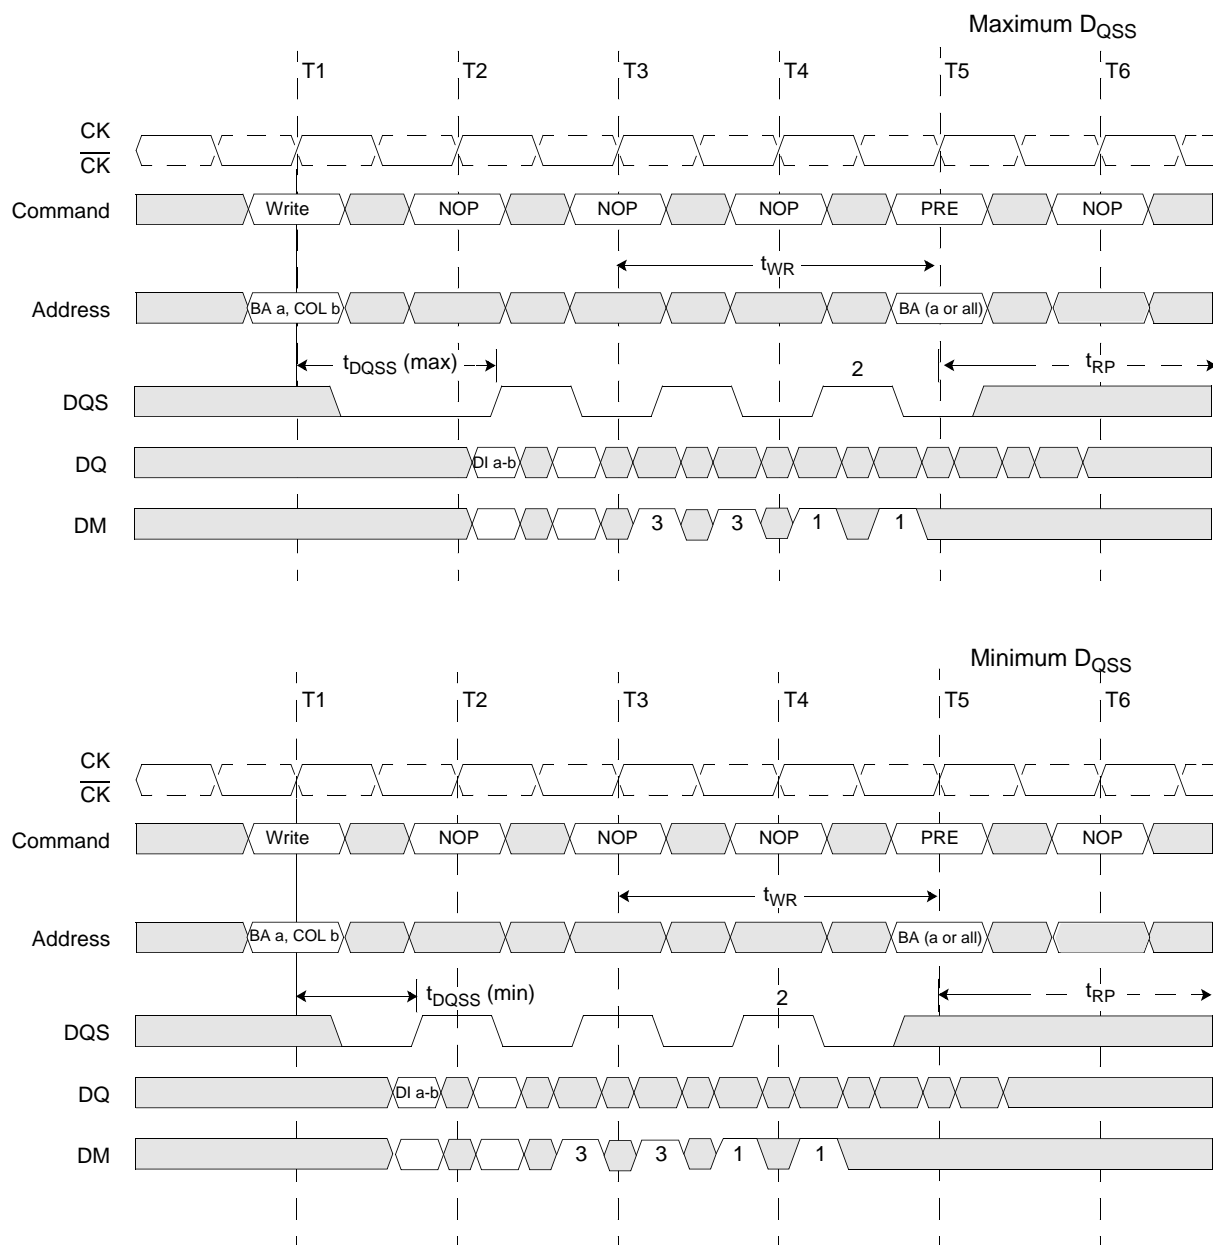 Maximum DQSS
T1 T2 T3 T4 T5 T6
CK
CK
Command Write NOP NOP NOP PRE NOP
tWR
Address BA a, COL b BA (a or all)
tDQSS (max) 2 tRP
DQS
DQ DI a-b
DM 3 3 1 1
Minimum DQSS
T1 T2 T3 T4 T5 T6
CK
CK
Command Write NOP NOP NOP PRE NOP
tWR
Address BA a, COL b BA (a or all)
tDQSS (min) 2 tRP
DQS
DQ DI a-b
DM 3 3 1 1